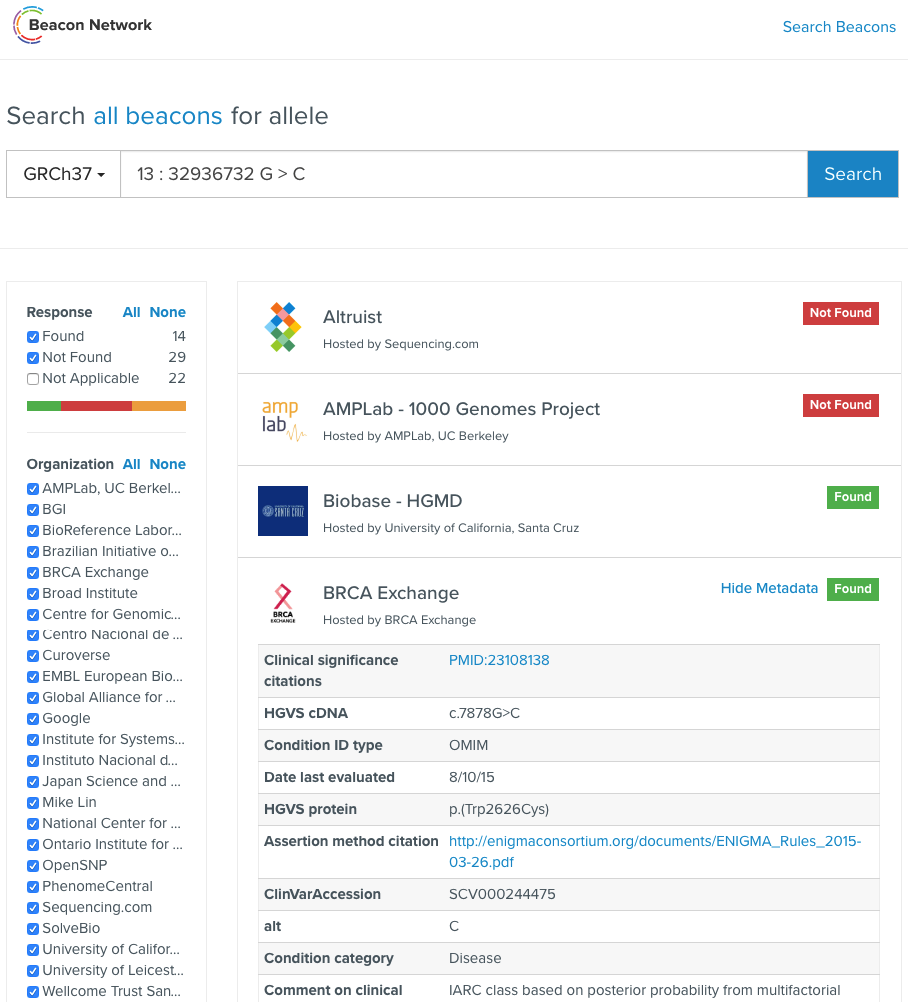 Beacon Network
Search Beacons
Search all beacons for allele
GRCh37
13 : 32936732 G > C
Search
Response All None
Found 14
Not Found 29
Not Applicable 22
Organization All None
AMPLab, UC Berkel...
BGI
BioReference Labor...
Brazilian Initiative o...
BRCA Exchange
Broad Institute
Centre for Genomic...
Centro Nacional de ...
Curoverse
EMBL European Bio...
Global Alliance for ...
Google
Institute for Systems...
Instituto Nacional d...
Japan Science and ...
Mike Lin
National Center for ...
Ontario Institute for ...
OpenSNP
PhenomeCentral
Sequencing.com
SolveBio
University of Califor...
University of Leicest...
Wellcome Trust San...
Altruist
Not Found
Hosted by Sequencing.com
amp
lab
AMPLab - 1000 Genomes Project
Not Found
Hosted by AMPLab, UC Berkeley
SANTA CRUZ
Biobase - HGMD
Found
Hosted by University of California, Santa Cruz
BRCA
EXCHANGE
BRCA Exchange
Hide Metadata
Found
Hosted by BRCA Exchange
Clinical significance
citations
PMID:23108138
HGVS cDNA c.7878G>C
Condition ID type OMIM
Date last evaluated 8/10/15
HGVS protein p.(Trp2626Cys)
Assertion method citation http://enigmaconsortium.org/documents/ENIGMA_Rules_2015-
03-26.pdf
ClinVarAccession SCV000244475
alt C
Condition category Disease
Comment on clinical IARC class based on posterior probability from multifactorial